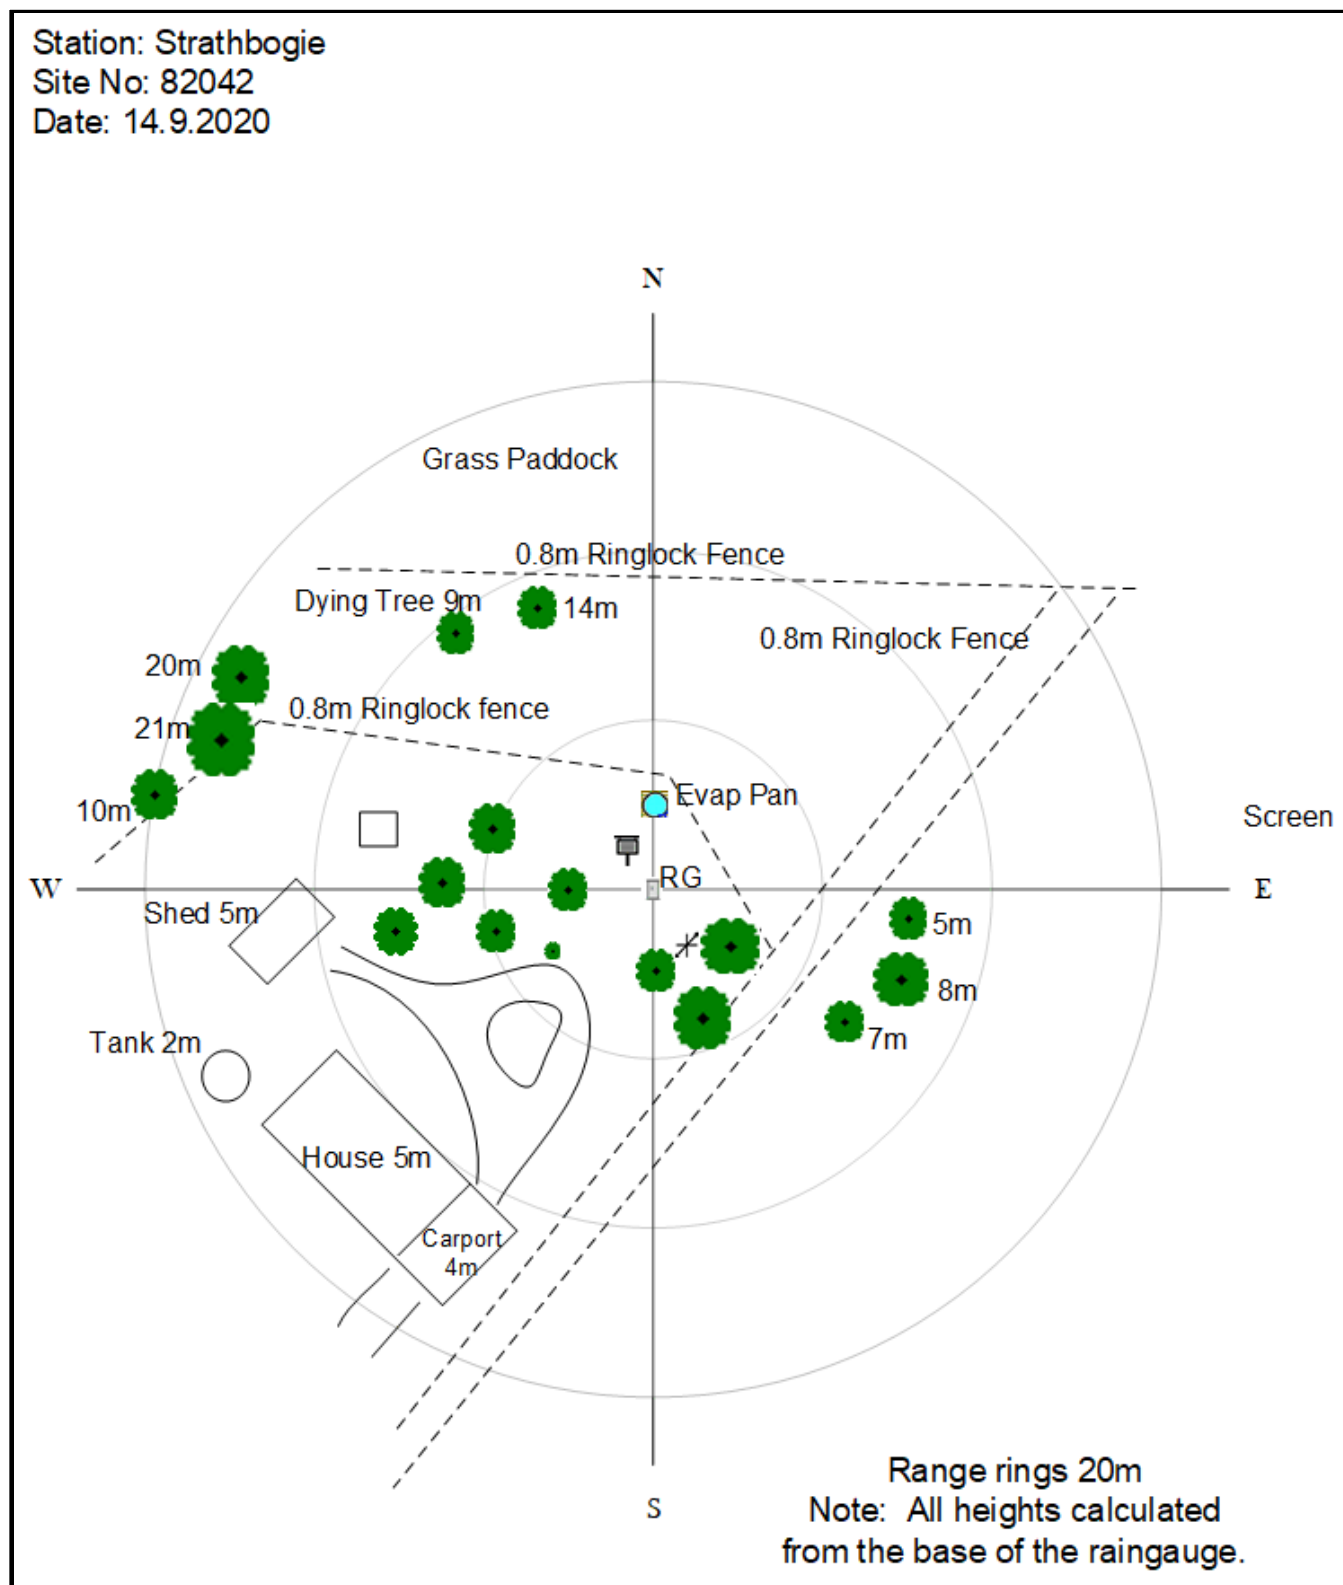 Station: Strathbogie
Site No: 82042
Date: 14.9.2020
N
Grass Paddock
0.8m Ringlock Fence
Dying Tree 9m
14m
0.8m Ringlock Fence
20m
0.8m Ringlock fence
21m
Evap Pan
10m
Screen
RG
W
E
Shed 5m
5m
8m
7m
Tank 2m
House 5m
Carport
4m
Range rings 20m
S
Note: All heights calculated
from the base of the raingauge.